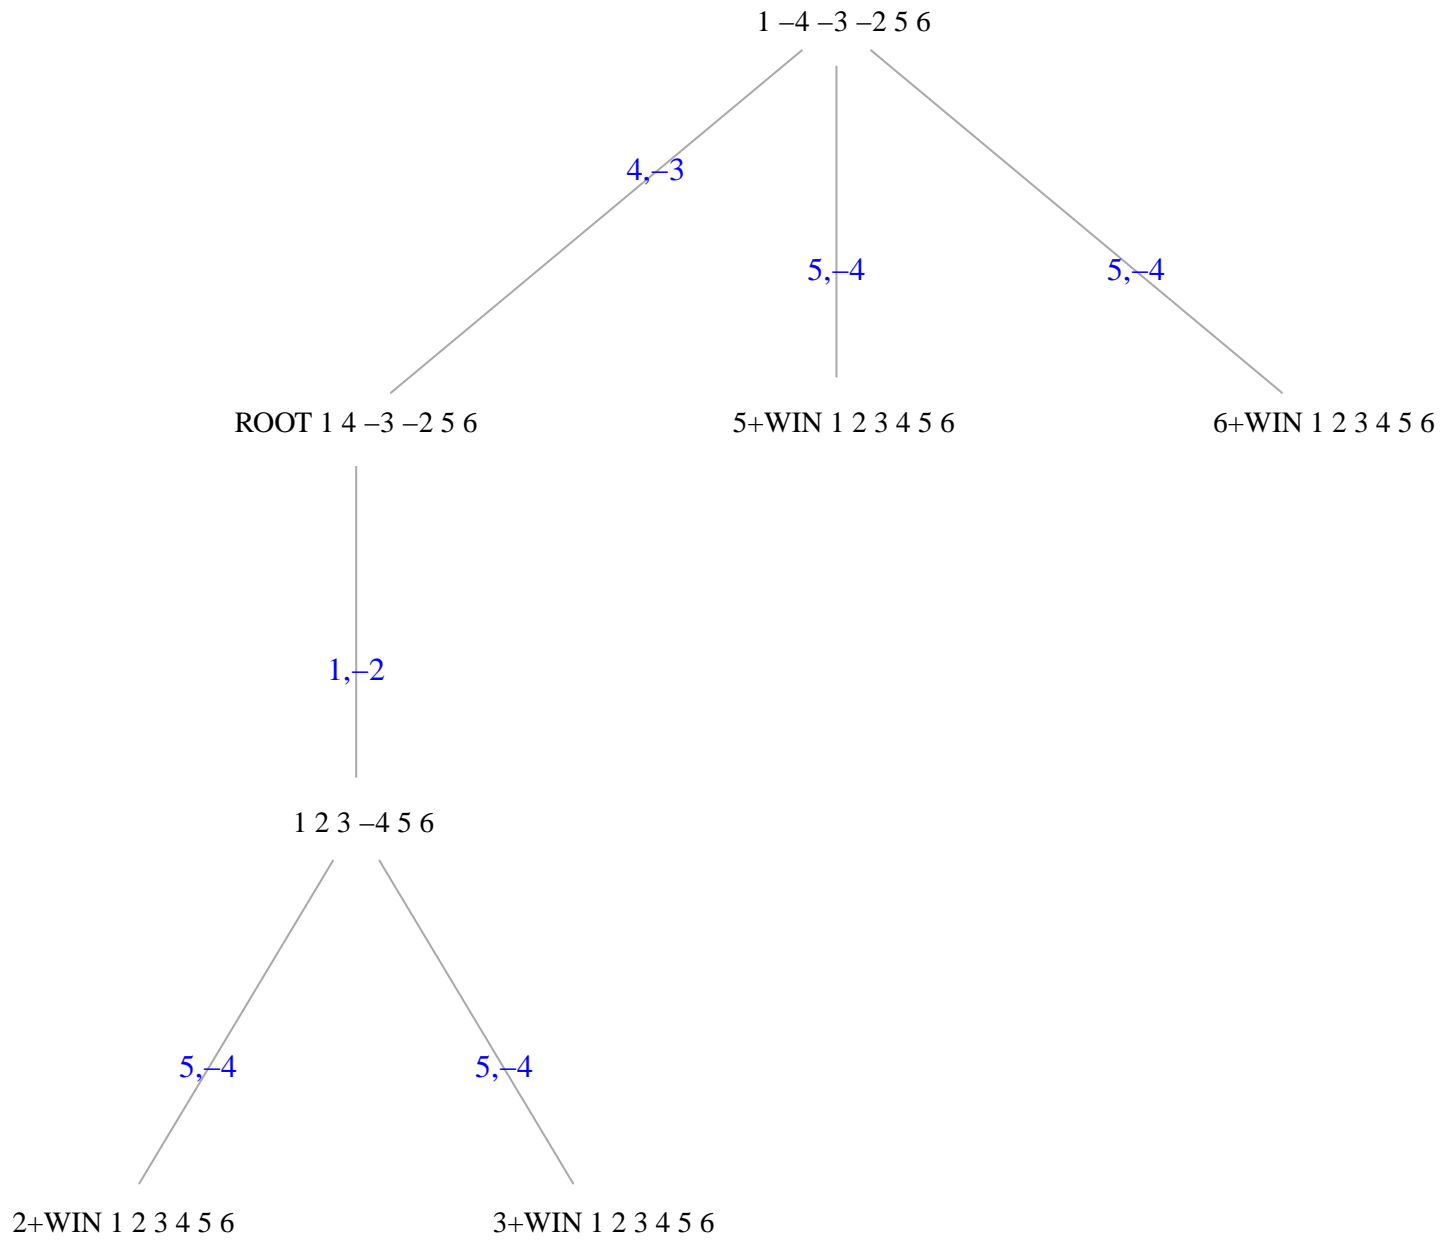 1 –4 –3 –2 5 6
4,–3
5,–4
5,–4
ROOT 1 4 –3 –2 5 6
5+WIN 1 2 3 4 5 6
6+WIN 1 2 3 4 5 6
1,–2
1 2 3 –4 5 6
5,–4
5,–4
2+WIN 1 2 3 4 5 6
3+WIN 1 2 3 4 5 6